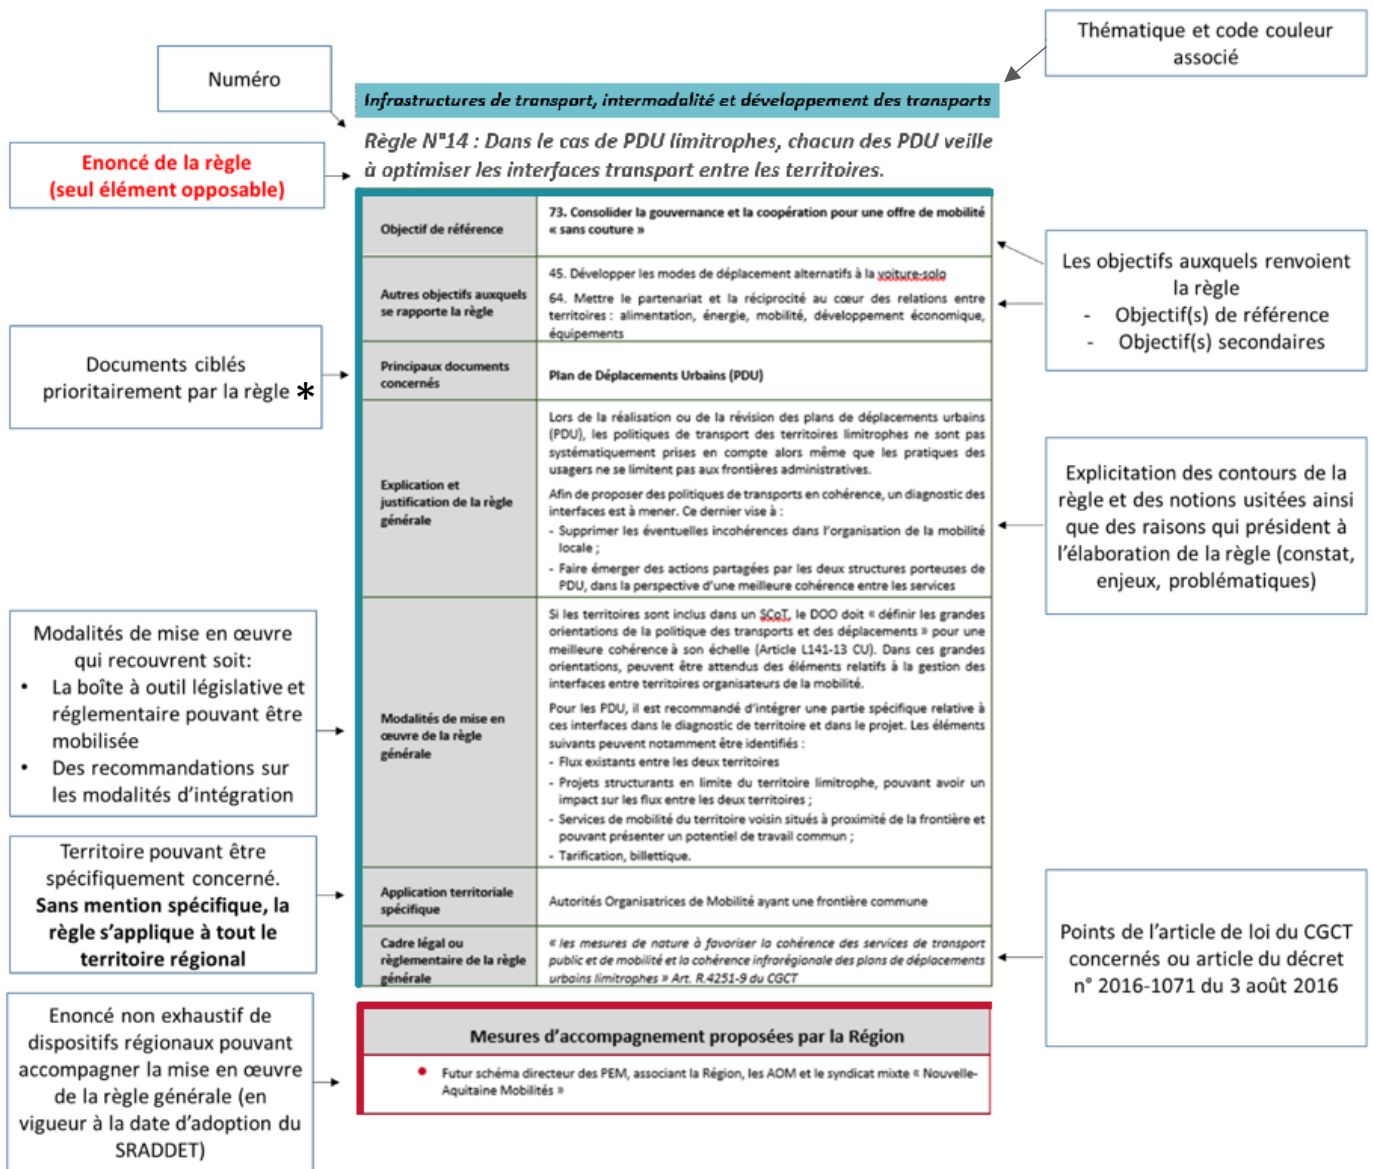 Thématique et code couleur
associé
Numéro
Infrastructures de transport, intermodalité et développement des transports
Règle N°14 : Dans le cas de PDU limitrophes, chacun des PDU veille
à optimiser les interfaces transport entre les territoires.
Enoncé de la règle
(seul élément opposable)
Objectif de référence
73. Consolider la gouvernance et la coopération pour une offre de mobilité
« sans couture »
Autres objectifs auxquels
se rapporte la règle
45. Développer les modes de déplacement alternatifs à la voiture-solo
64. Mettre le partenariat et la réciprocité au cœur des relations entre
territoires : alimentation, énergie, mobilité, développement économique,
équipements
Les objectifs auxquels renvoient
la règle
- Objectif(s) de référence
- Objectif(s) secondaires
Documents ciblés
prioritairement par la règle *
Principaux documents
concernés
Plan de Déplacements Urbains (PDU)
Explication et
justification de la règle
générale
Lors de la réalisation ou de la révision des plans de déplacements urbains
(PDU), les politiques de transport des territoires limitrophes ne sont pas
systématiquement prises en compte alors même que les pratiques des
usagers ne se limitent pas aux frontières administratives.
Afin de proposer des politiques de transports en cohérence, un diagnostic des
interfaces est à mener. Ce dernier vise à :
- Supprimer les éventuelles incohérences dans l'organisation de la mobilité
locale ;
- Faire émerger des actions partagées par les deux structures porteuses de
PDU, dans la perspective d'une meilleure cohérence entre les services
Explicitation des contours de la
règle et des notions usitées ainsi
que des raisons qui président à
l'élaboration de la règle (constat,
enjeux, problématiques)
Modalités de mise en œuvre
qui recouvrent soit:
• La boîte à outil législative et
réglementaire pouvant être
mobilisée
• Des recommandations sur
les modalités d'intégration
Modalités de mise en
œuvre de la règle
générale
Si les territoires sont inclus dans un SCoT, le DOO doit « définir les grandes
orientations de la politique des transports et des déplacements » pour une
meilleure cohérence à son échelle (Article L141-13 CU). Dans ces grandes
orientations, peuvent être attendus des éléments relatifs à la gestion des
interfaces entre territoires organisateurs de la mobilité.
Pour les PDU, il est recommandé d'intégrer une partie spécifique relative à
ces interfaces dans le diagnostic de territoire et dans le projet. Les éléments
suivants peuvent notamment être identifiés :
- Flux existants entre les deux territoires
- Projets structurants en limite du territoire limitrophe, pouvant avoir un
impact sur les flux entre les deux territoires ;
- Services de mobilité du territoire voisin situés à proximité de la frontière et
pouvant présenter un potentiel de travail commun ;
- Tarification, billettique.
Territoire pouvant être
spécifiquement concerné.
Sans mention spécifique, la
règle s'applique à tout le
territoire régional
Application territoriale
spécifique
Autorités Organisatrices de Mobilité ayant une frontière commune
Cadre légal ou
règlementaire de la règle
générale
« les mesures de nature à favoriser la cohérence des services de transport
public et de mobilité et la cohérence infrarégionale des plans de déplacements
urbains limitrophes » Art. R.4251-9 du CGCT
Points de l'article de loi du CGCT
concernés ou article du décret
n° 2016-1071 du 3 août 2016
Enoncé non exhaustif de
dispositifs régionaux pouvant
accompagner la mise en œuvre
de la règle générale (en
vigueur à la date d'adoption du
SRADDET)
Mesures d'accompagnement proposées par la Région
• Futur schéma directeur des PEM, associant la Région, les AOM et le syndicat mixte « Nouvelle-
Aquitaine Mobilités »